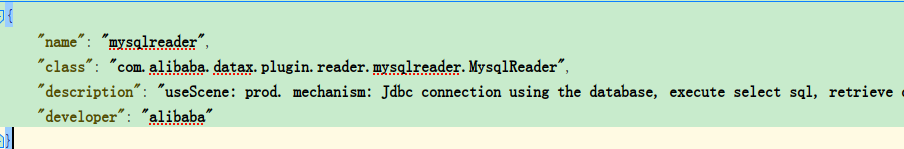 {
"name": "mysqlreader",
"class": "com.alibaba.datax.plugin.reader.mysqlreader.MysqlReader",
"description": "useScene: prod. mechanism: Jdbc connection using the database, execute select sql, retrieve
"developer": "alibaba"
}